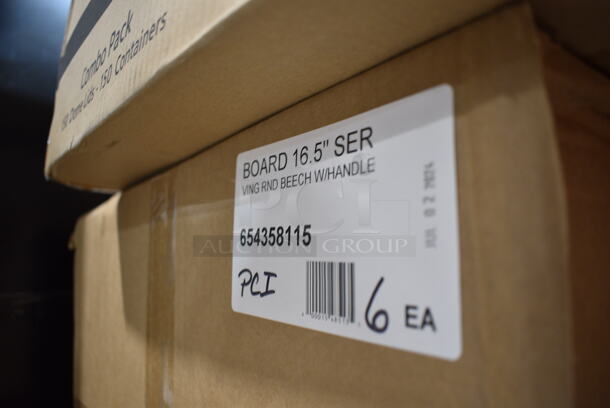 Combo Pack
150 Dome Lids - 150 Containers
BOARD 16.5" SER
VING RND BEECH W/HANDLE
654358115
PCI
AUCTION GROUP
PCI
6 EA
JUL 02 2024